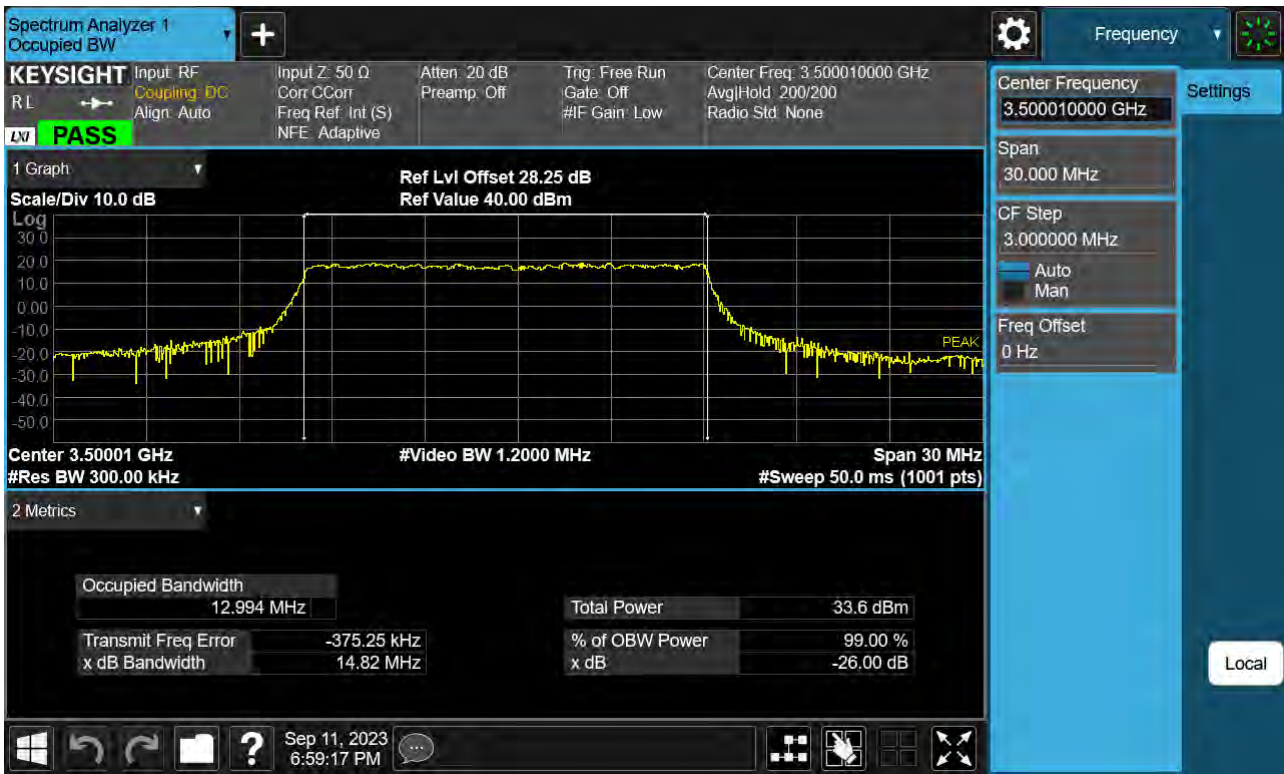 Spectrum Analyzer 1
Occupied BW
Frequency
KEYSIGHT
R L
LXI
PASS
Input: RF
Coupling: DC
Align: Auto
Input Z: 50 Ω
Corr CCorr
Freq Ref: Int (S)
NFE: Adaptive
Atten: 20 dB
Preamp: Off
Trig: Free Run
Gate: Off
#IF Gain: Low
Center Freq: 3.500010000 GHz
Avg|Hold: 200/200
Radio Std: None
Center Frequency
3.500010000 GHz
Settings
Span
30.000 MHz
CF Step
3.000000 MHz
Auto
Man
Freq Offset
0 Hz
Local
1 Graph
Scale/Div 10.0 dB
Ref Lvl Offset 28.25 dB
Ref Value 40.00 dBm
Log
30.0
20.0
10.0
0.00
-10.0
-20.0
-30.0
-40.0
-50.0
PEAK
Center 3.50001 GHz
#Video BW 1.2000 MHz
Span 30 MHz
#Res BW 300.00 kHz
#Sweep 50.0 ms (1001 pts)
2 Metrics
Occupied Bandwidth
12.994 MHz
Total Power 33.6 dBm
Transmit Freq Error -375.25 kHz
% of OBW Power 99.00 %
x dB Bandwidth 14.82 MHz
x dB -26.00 dB
Sep 11, 2023
6:59:17 PM